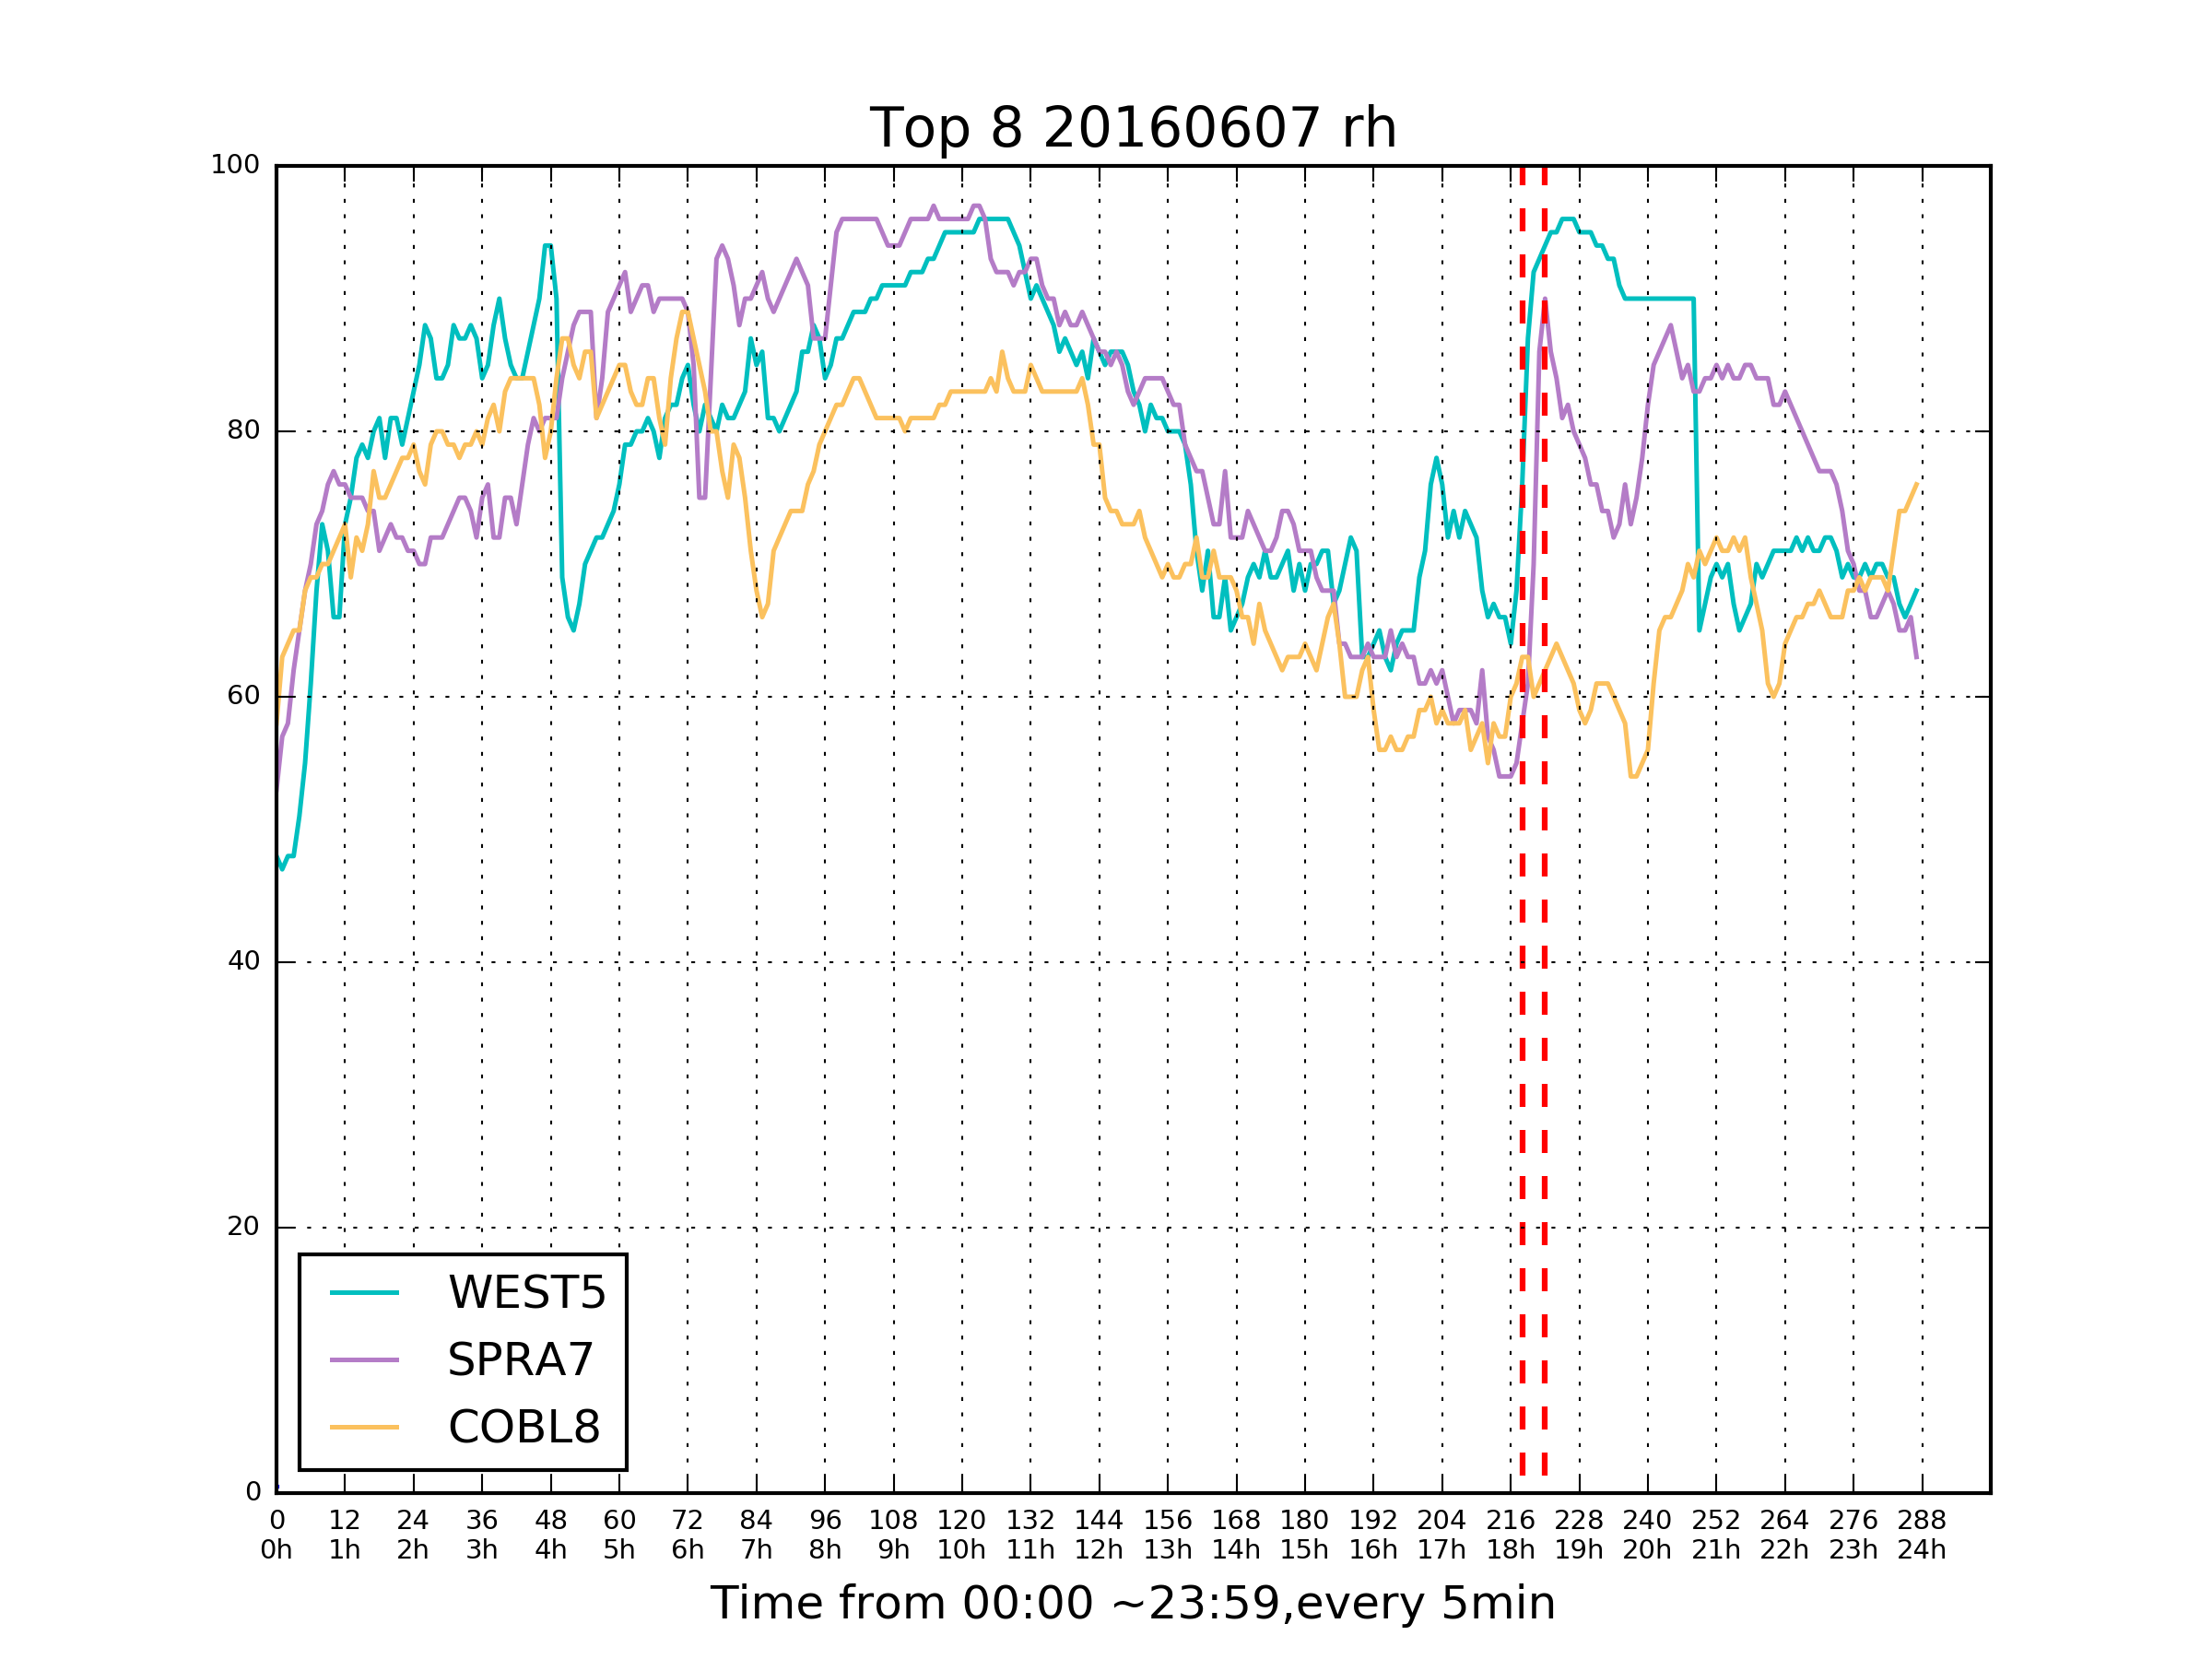 Top 8 20160607 rh
100
80
60
40
20
0
WEST5
SPRA7
COBL8
0 12 24 36 48 60 72 84 96 108 120 132 144 156 168 180 192 204 216 228 240 252 264 276 288
0h 1h 2h 3h 4h 5h 6h 7h 8h 9h 10h 11h 12h 13h 14h 15h 16h 17h 18h 19h 20h 21h 22h 23h 24h
Time from 00:00 ~23:59,every 5min